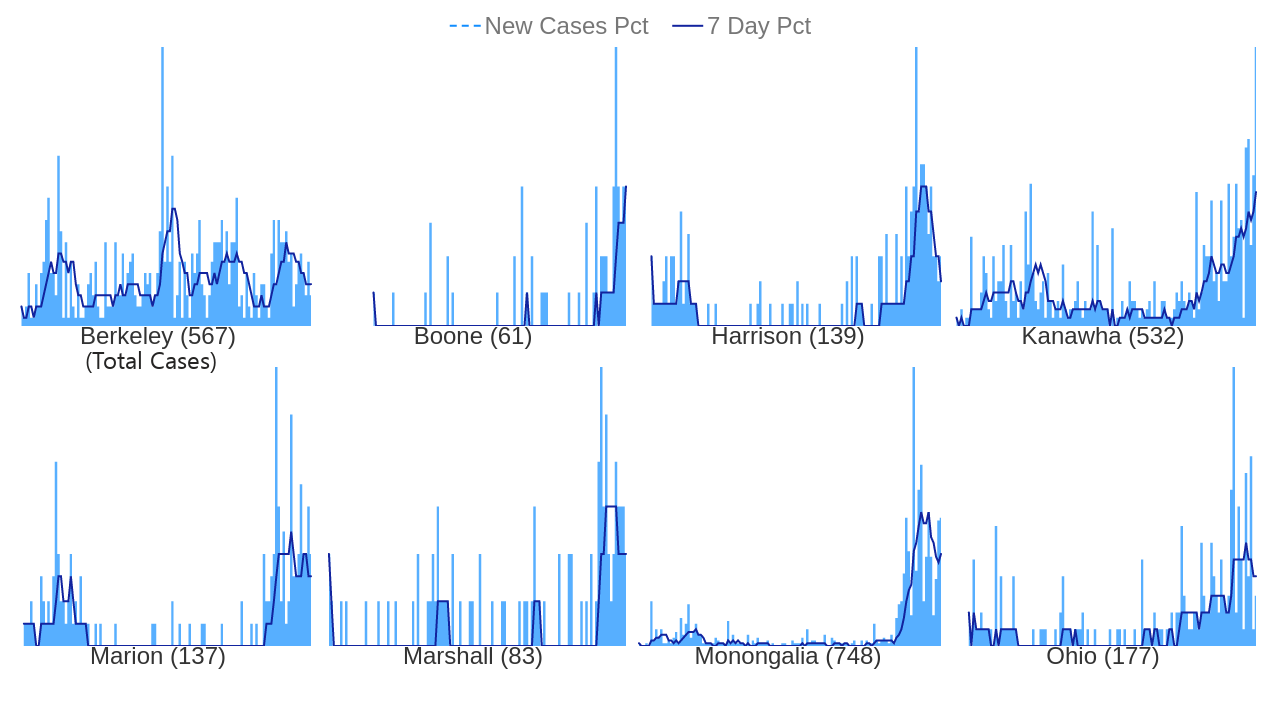 New Cases Pct 7 Day Pct
Berkeley (567) Boone (61) Harrison (139) Kanawha (532)
(Total Cases)
Marion (137) Marshall (83) Monongalia (748) Ohio (177)